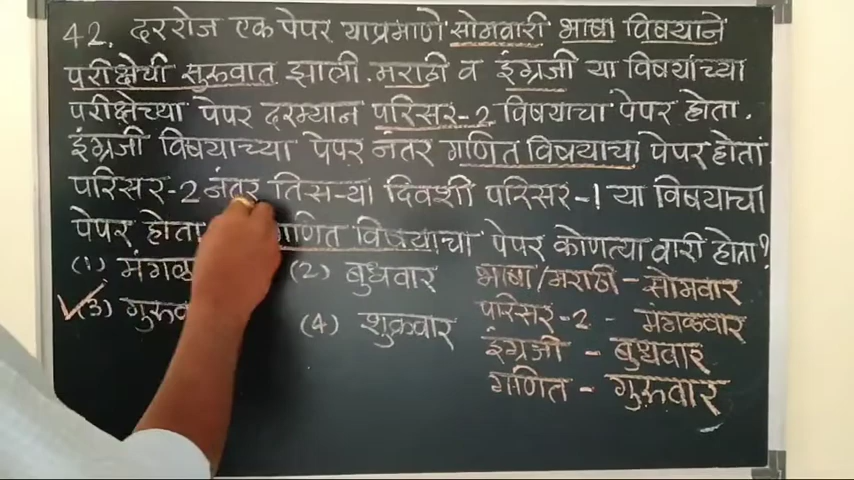 42. दररोज एक पेपर याप्रमाणे सोमवारी भाषा विषयाने
परीक्षेची सुरूवात झाली. मराठी व इंग्रजी या विषयांच्या
परीक्षेच्या पेपर दरम्यान परिसर-2 विषयाचा पेपर होता.
इंग्रजी विषयाच्या पेपर नंतर गणित विषयाचा पेपर होता
परिसर-2 नंतर तिस-या दिवशी परिसर-1 या विषयाचा
पेपर होता गणित विषयाचा पेपर कोणत्या वारी होता?
(1) मंगळ (2) बुधवार
(3) गुरूव (4) शुक्रवार
भाषा/मराठी - सोमवार
परिसर-2 - मंगळवार
इंग्रजी - बुधवार
गणित - गुरूवार